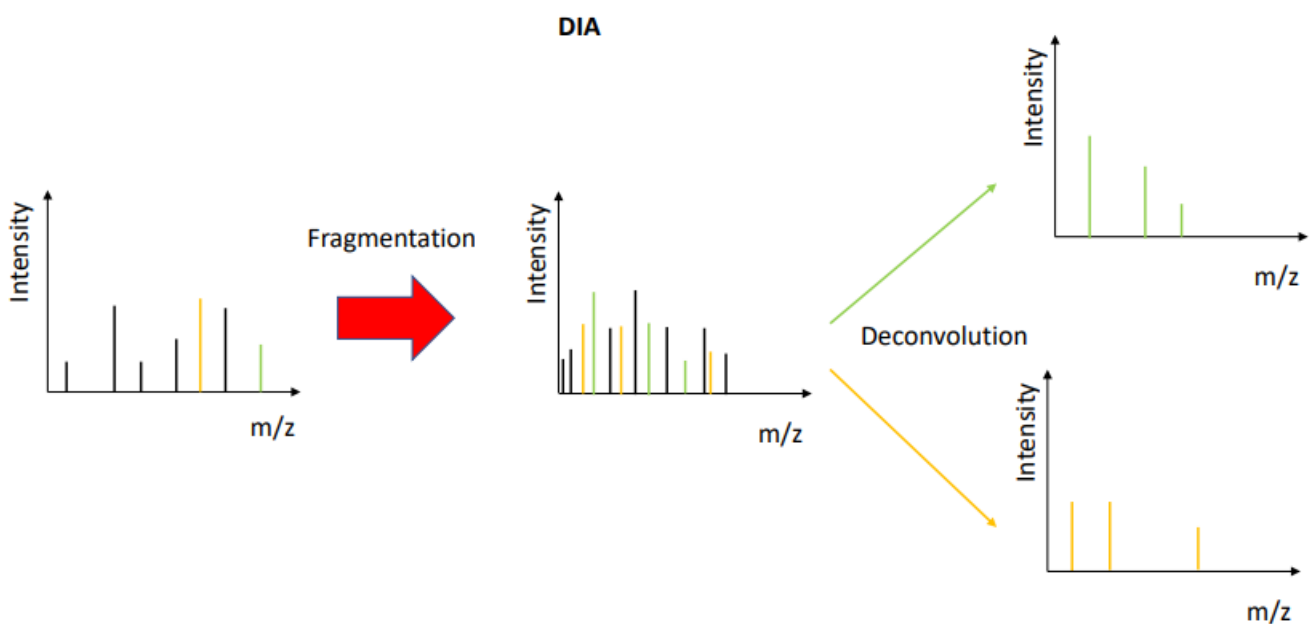 DIA
Intensity
m/z
Fragmentation
Intensity
m/z
Deconvolution
Intensity
m/z
Intensity
m/z